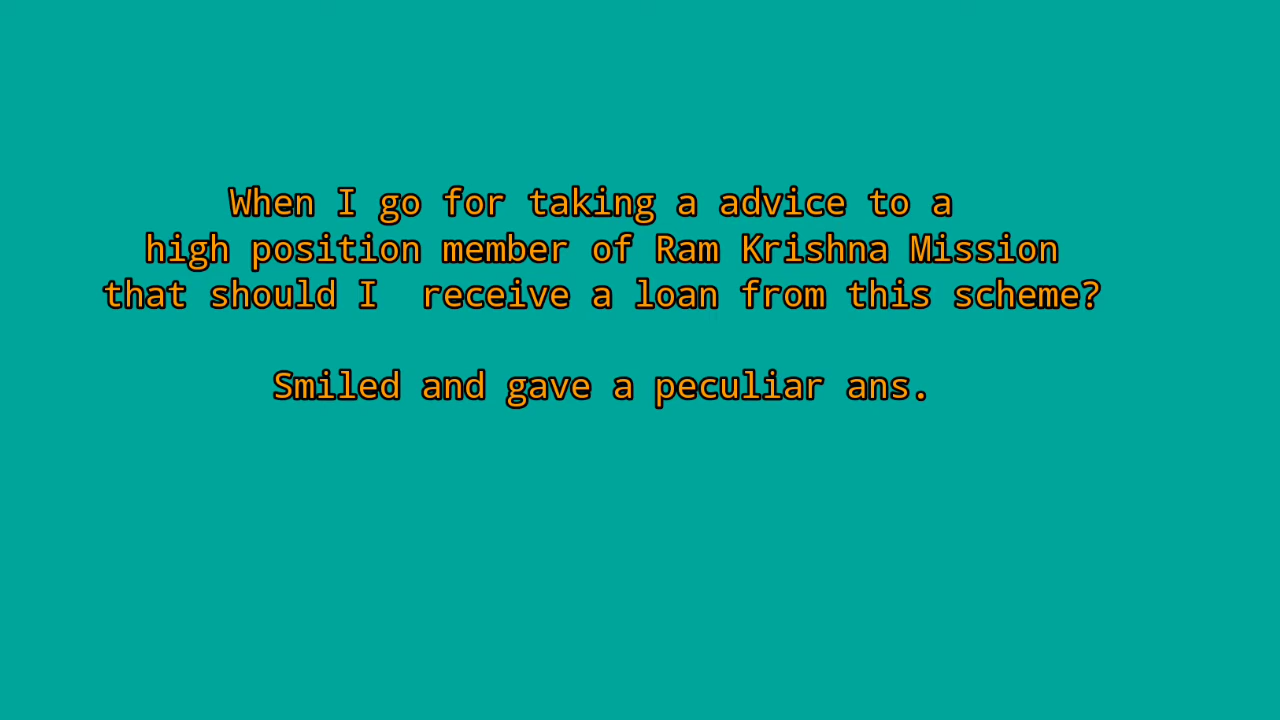 When I go for taking a advice to a
high position member of Ram Krishna Mission
that should I  receive a loan from this scheme?
Smiled and gave a peculiar ans.